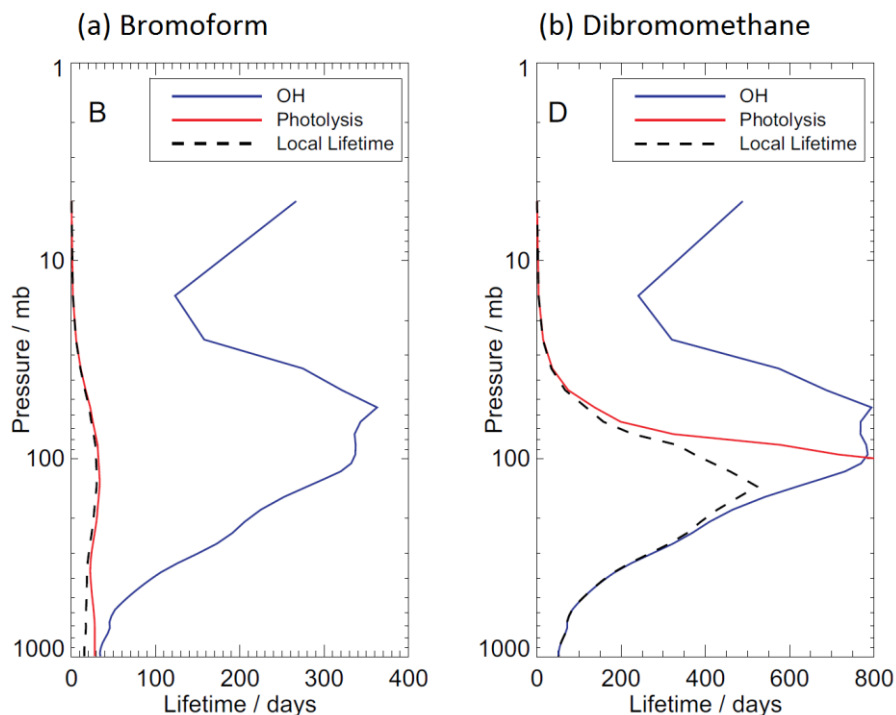 (a) Bromoform
(b) Dibromomethane
B
OH
Photolysis
Local Lifetime
1
10
100
1000
Pressure / mb
0 100 200 300 400
Lifetime / days
D
OH
Photolysis
Local Lifetime
1
10
100
1000
Pressure / mb
0 200 400 600 800
Lifetime / days